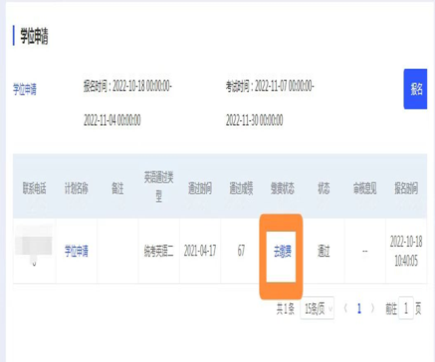 学位申请
学位申请 报名时间：2022-10-18 00:00:00- 考试时间：2022-11-07 00:00:00- 报名
2022-11-04 00:00:00 2022-11-30 00:00:00
联系电话 计划名称 备注 英语通过类型 通过时间 通过成绩 缴费状态 状态 审核意见 报名时间
学位申请 统考英语二 2021-04-17 67 去缴费 通过 -- 2022-10-18 10:40:05
共1条 15条/页 < 1 > 前往 1 页